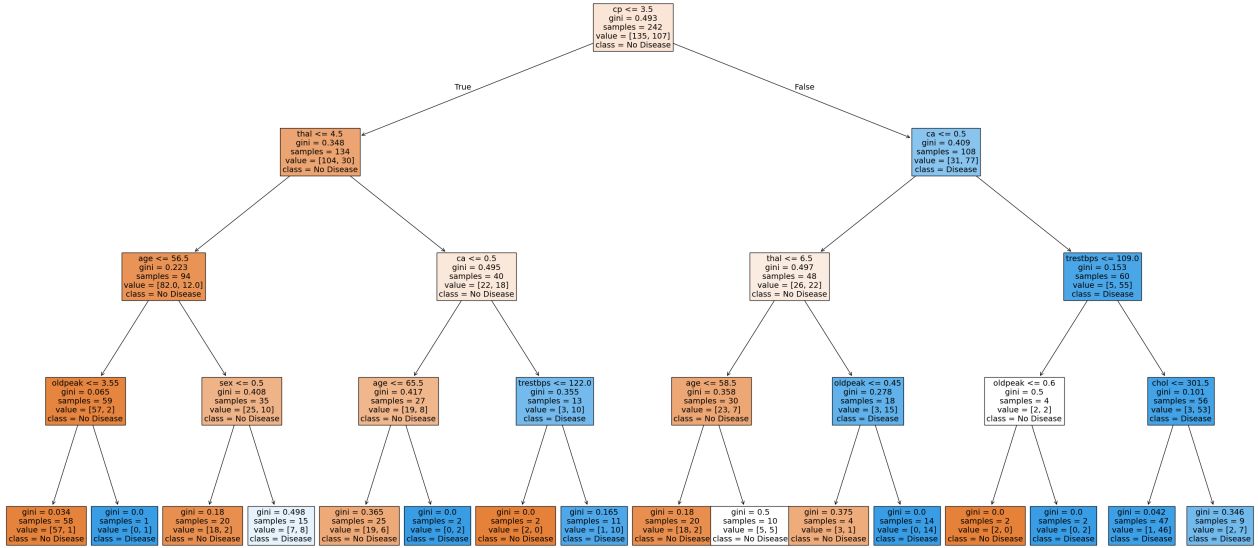 cp <= 3.5
gini = 0.493
samples = 242
value = [135, 107]
class = No Disease
True
False
thal <= 4.5
gini = 0.348
samples = 134
value = [104, 30]
class = No Disease
ca <= 0.5
gini = 0.409
samples = 108
value = [31, 77]
class = Disease
age <= 56.5
gini = 0.223
samples = 94
value = [82.0, 12.0]
class = No Disease
ca <= 0.5
gini = 0.495
samples = 40
value = [22, 18]
class = No Disease
thal <= 6.5
gini = 0.497
samples = 48
value = [26, 22]
class = No Disease
trestbps <= 109.0
gini = 0.153
samples = 60
value = [5, 55]
class = Disease
oldpeak <= 3.55
gini = 0.065
samples = 59
value = [57, 2]
class = No Disease
sex <= 0.5
gini = 0.408
samples = 35
value = [25, 10]
class = No Disease
age <= 65.5
gini = 0.417
samples = 27
value = [19, 8]
class = No Disease
trestbps <= 122.0
gini = 0.355
samples = 13
value = [3, 10]
class = Disease
age <= 58.5
gini = 0.358
samples = 30
value = [23, 7]
class = No Disease
oldpeak <= 0.45
gini = 0.278
samples = 18
value = [3, 15]
class = Disease
oldpeak <= 0.6
gini = 0.5
samples = 4
value = [2, 2]
class = No Disease
chol <= 301.5
gini = 0.101
samples = 56
value = [3, 53]
class = Disease
gini = 0.034
samples = 58
value = [57, 1]
class = No Disease
gini = 0.0
samples = 1
value = [0, 1]
class = Disease
gini = 0.18
samples = 20
value = [18, 2]
class = No Disease
gini = 0.498
samples = 15
value = [7, 8]
class = Disease
gini = 0.365
samples = 25
value = [19, 6]
class = No Disease
gini = 0.0
samples = 2
value = [0, 2]
class = Disease
gini = 0.0
samples = 2
value = [2, 0]
class = No Disease
gini = 0.165
samples = 11
value = [1, 10]
class = Disease
gini = 0.18
samples = 20
value = [18, 2]
class = No Disease
gini = 0.5
samples = 10
value = [5, 5]
class = No Disease
gini = 0.375
samples = 4
value = [3, 1]
class = No Disease
gini = 0.0
samples = 14
value = [0, 14]
class = Disease
gini = 0.0
samples = 2
value = [2, 0]
class = No Disease
gini = 0.0
samples = 2
value = [0, 2]
class = Disease
gini = 0.042
samples = 47
value = [1, 46]
class = Disease
gini = 0.346
samples = 9
value = [2, 7]
class = Disease